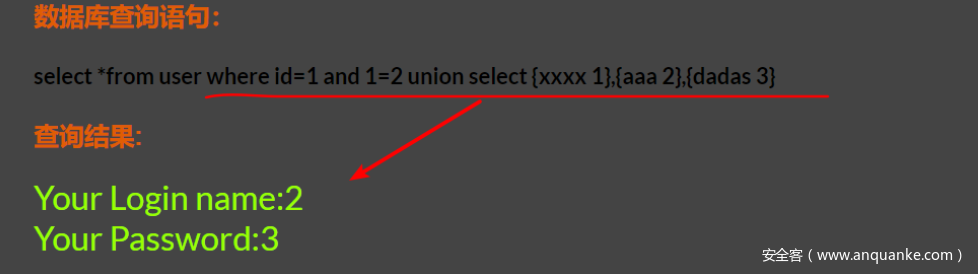 数据库查询语句：
select *from user where id=1 and 1=2 union select {xxxx 1},{aaa 2},{dadas 3}
查询结果:
Your Login name:2
Your Password:3
安全客（www.anquanke.com）